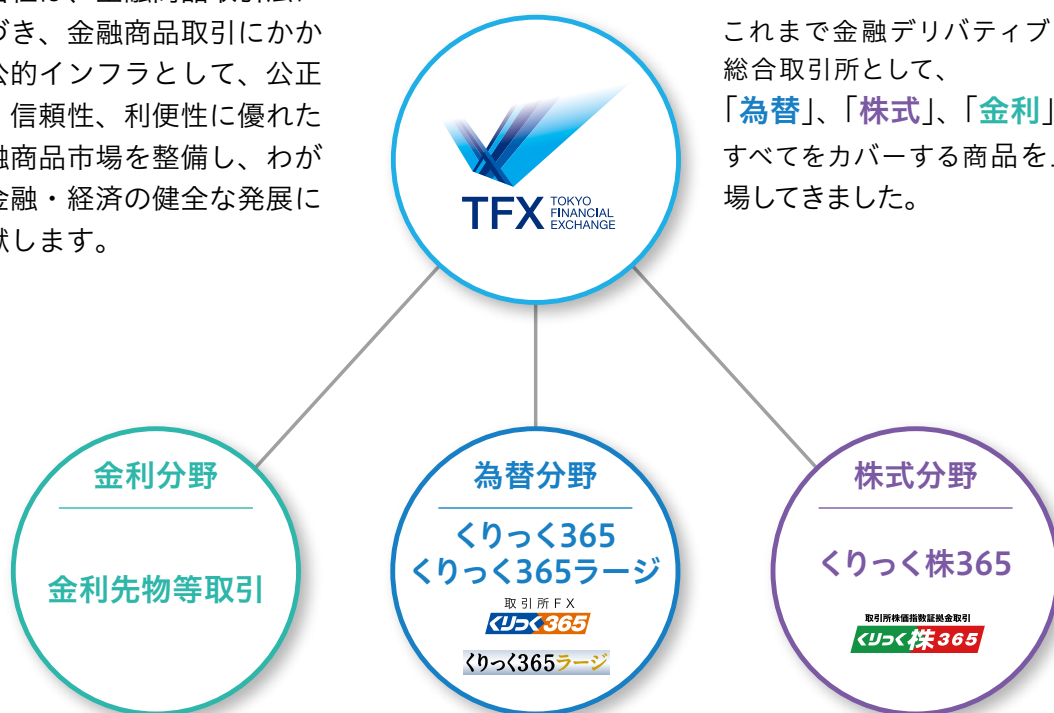 づき、金融商品取引にかか
公的インフラとして、公正
信頼性、利便性に優れた
融商品市場を整備し、わが
金融・経済の健全な発展に
献します。
これまで金融デリバティブ
総合取引所として、
「為替」、「株式」、「金利」
すべてをカバーする商品を
場してきました。
TFX
TOKYO
FINANCIAL
EXCHANGE
金利分野
金利先物等取引
為替分野
くりっく365
くりっく365ラージ
取引所FX
くりっく365
くりっく365ラージ
株式分野
くりっく株365
取引所株価指数証拠金取引
くりっく株365